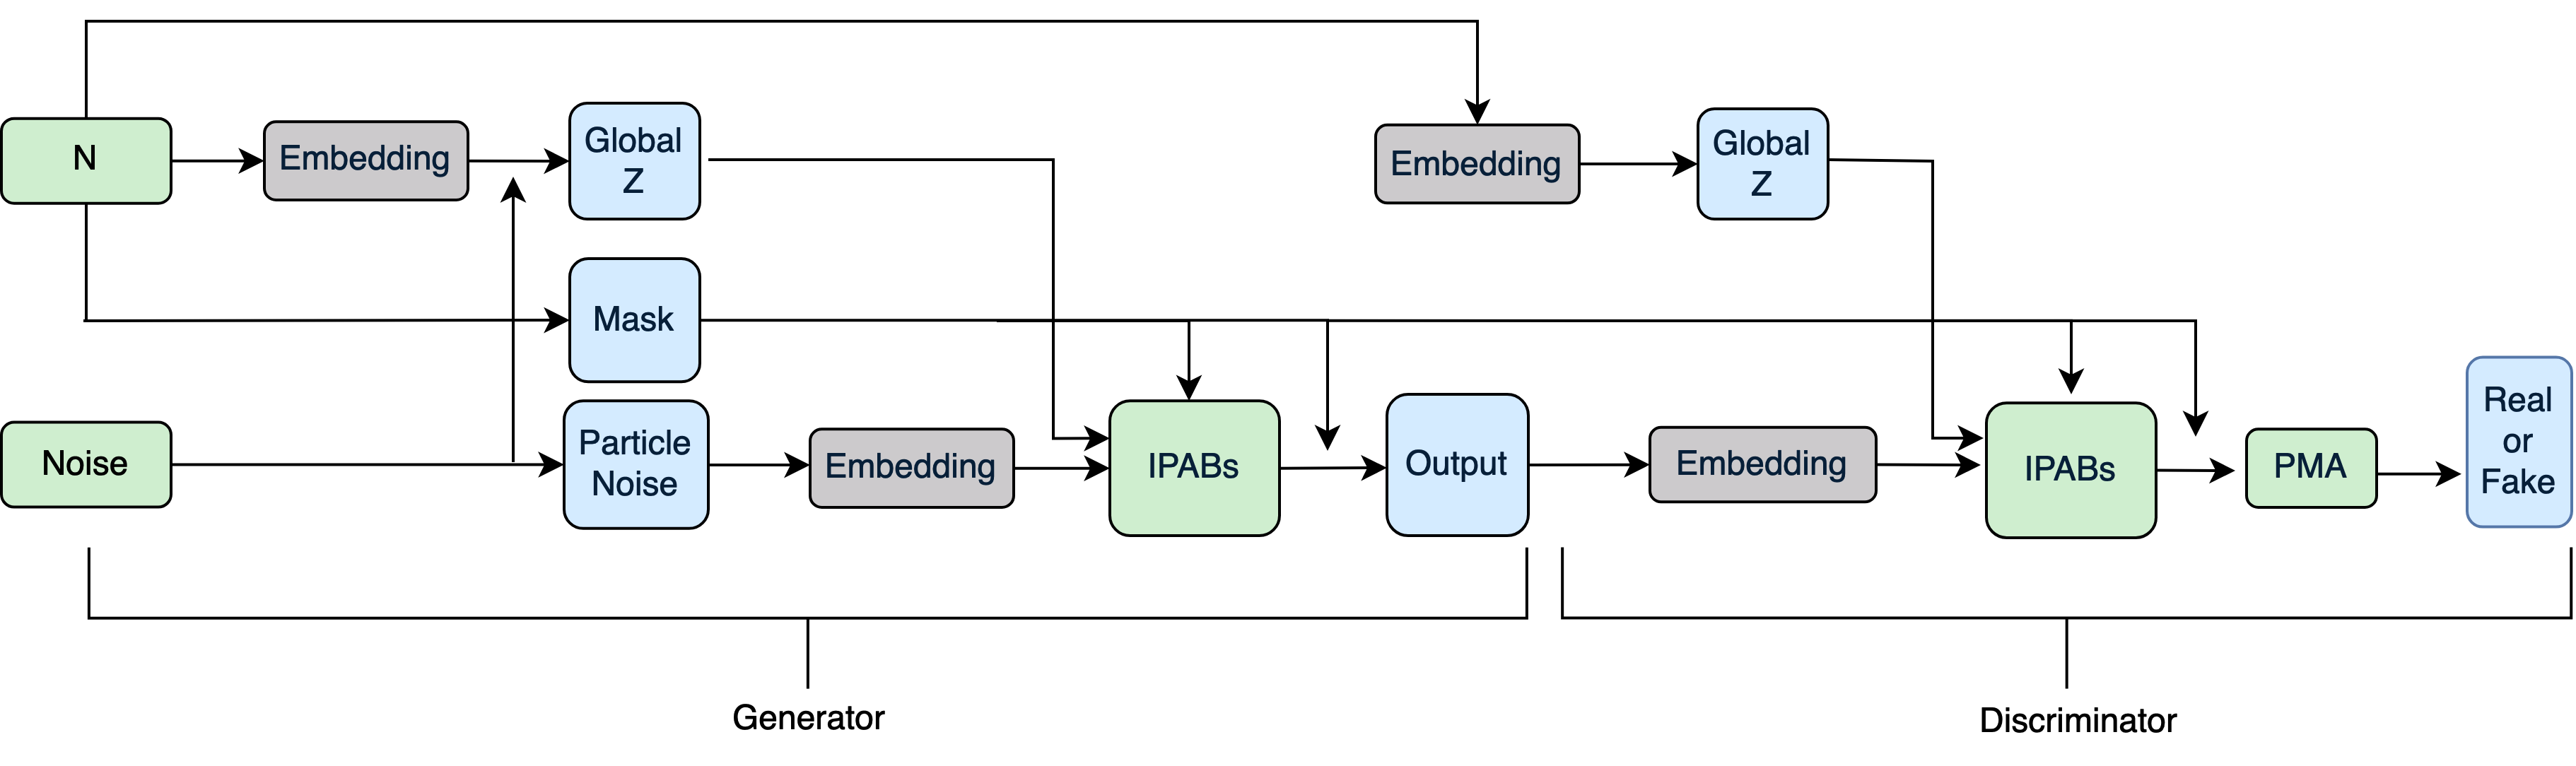 N
Embedding
Global
Z
Embedding
Global
Z
Mask
Noise
Particle
Noise
Embedding
IPABs
Output
Embedding
IPABs
PMA
Real
or
Fake
Generator
Discriminator